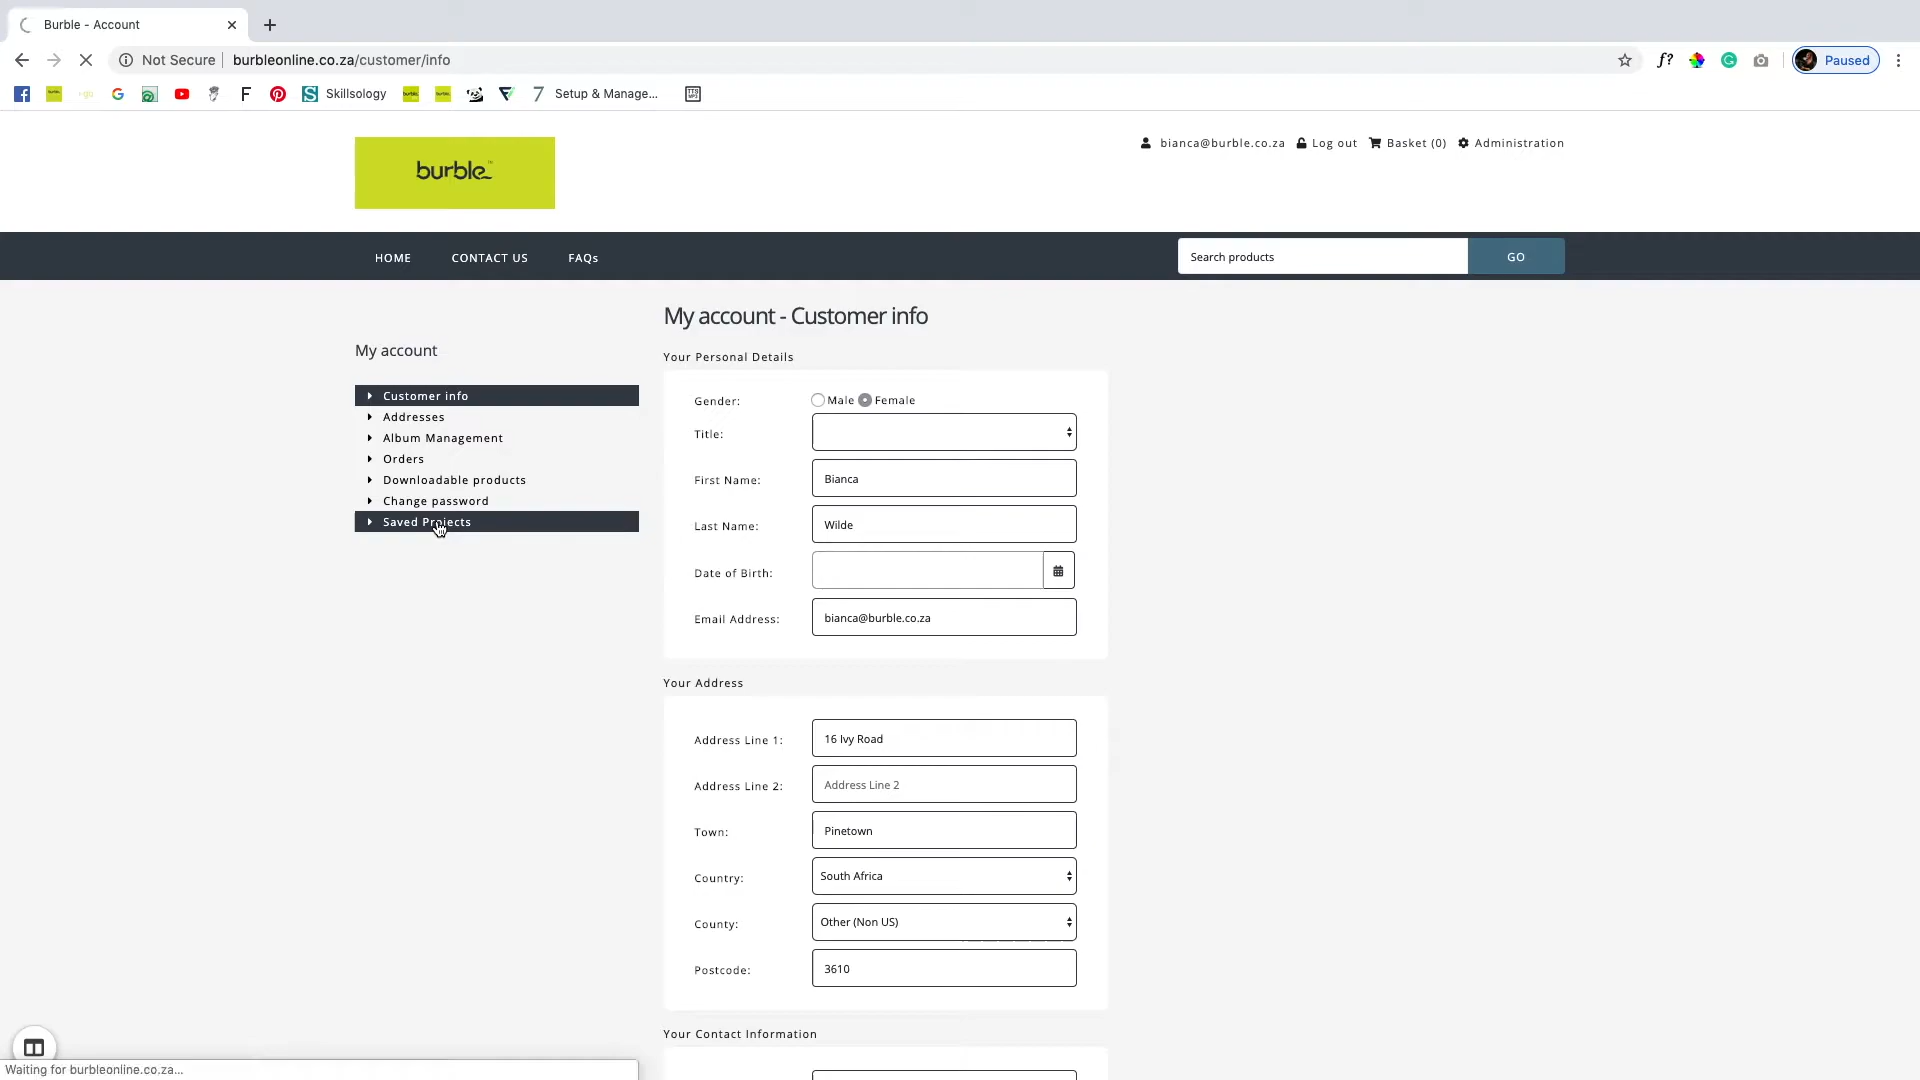 Burble - Account
Not Secure burbleonline.co.za/customer/info
f? Paused
Skillsology Setup & Manage...
burble™
bianca@burble.co.za Log out Basket (0) Administration
HOME CONTACT US FAQs
Search products GO
My account - Customer info
My account
Customer info
Addresses
Album Management
Orders
Downloadable products
Change password
Saved Projects
Your Personal Details
Gender: Male Female
Title:
First Name: Bianca
Last Name: Wilde
Date of Birth:
Email Address: bianca@burble.co.za
Your Address
Address Line 1: 16 Ivy Road
Address Line 2: Address Line 2
Town: Pinetown
Country: South Africa
County: Other (Non US)
Postcode: 3610
Your Contact Information
Waiting for burbleonline.co.za...